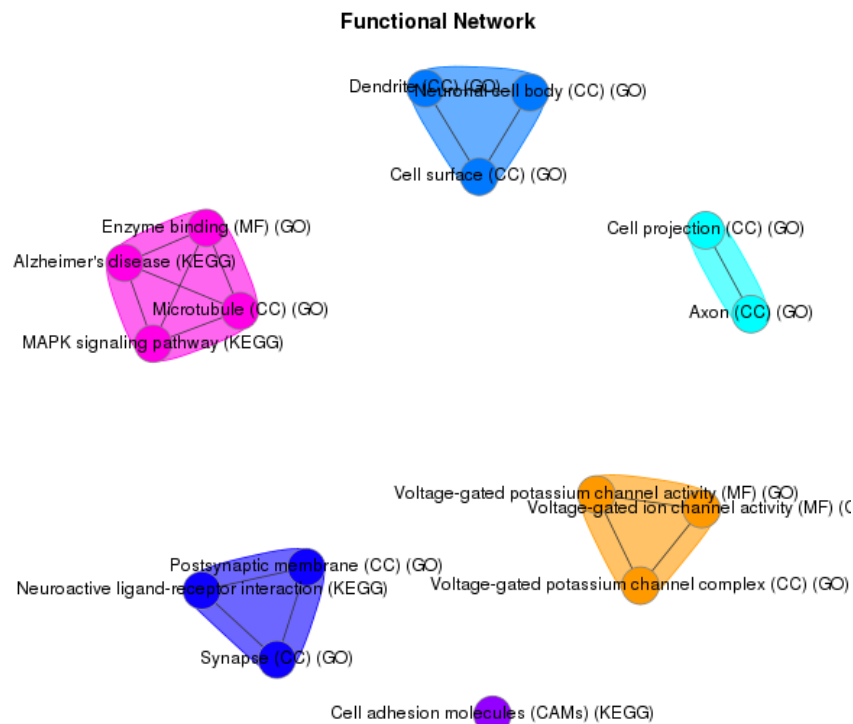 Functional Network
Dendrite (CC) (GO)
Neuronal cell body (CC) (GO)
Cell surface (CC) (GO)
Enzyme binding (MF) (GO)
Cell projection (CC) (GO)
Alzheimer's disease (KEGG)
Microtubule (CC) (GO)
Axon (CC) (GO)
MAPK signaling pathway (KEGG)
Voltage-gated potassium channel activity (MF) (GO)
Voltage-gated ion channel activity (MF) (
Postsynaptic membrane (CC) (GO)
Voltage-gated potassium channel complex (CC) (GO)
Neuroactive ligand-receptor interaction (KEGG)
Synapse (CC) (GO)
Cell adhesion molecules (CAMs) (KEGG)